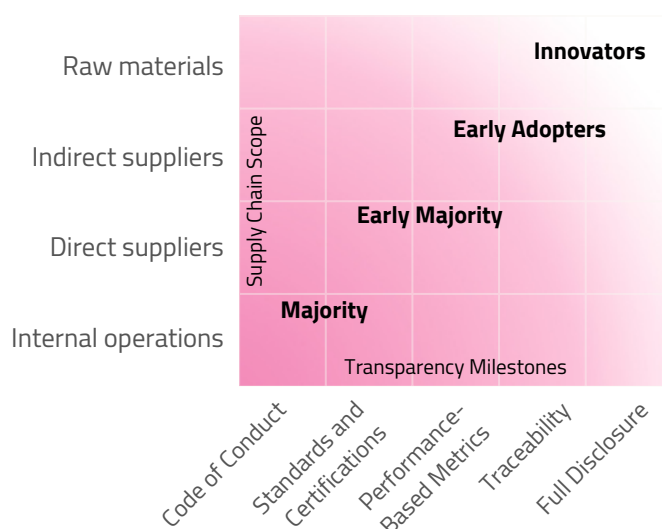 Raw materials
Innovators
Indirect suppliers
Early Adopters
Supply Chain Scope
Direct suppliers
Early Majority
Internal operations
Majority
Transparency Milestones
Code of Conduct
Standards and
Certifications
Performance-
Based Metrics
Traceability
Full Disclosure